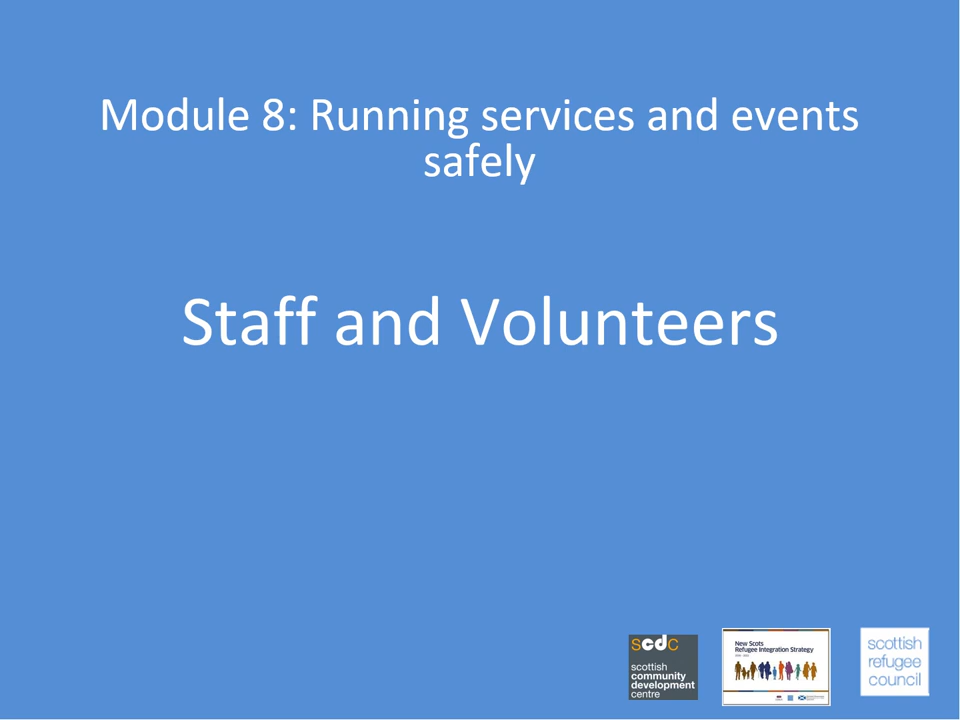 Module 8: Running services and events
safely
Staff and Volunteers
scdc
scottish
community
development
centre
New Scots
Refugee Integration Strategy
scottish
refugee
council